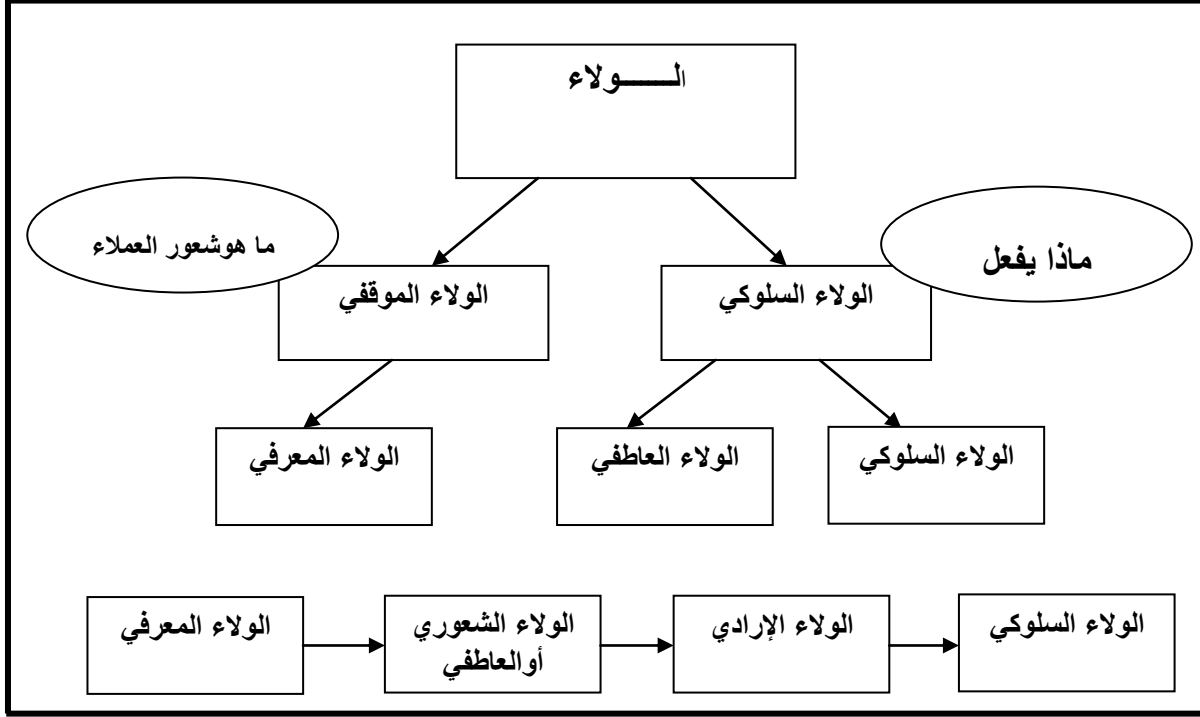 الـــــولاء
ماذا يفعل
ما هوشعور العملاء
الولاء السلوكي
الولاء الموقفي
الولاء السلوكي
الولاء العاطفي
الولاء المعرفي
الولاء المعرفي
الولاء الشعوري
أوالعاطفي
الولاء الإرادي
الولاء السلوكي